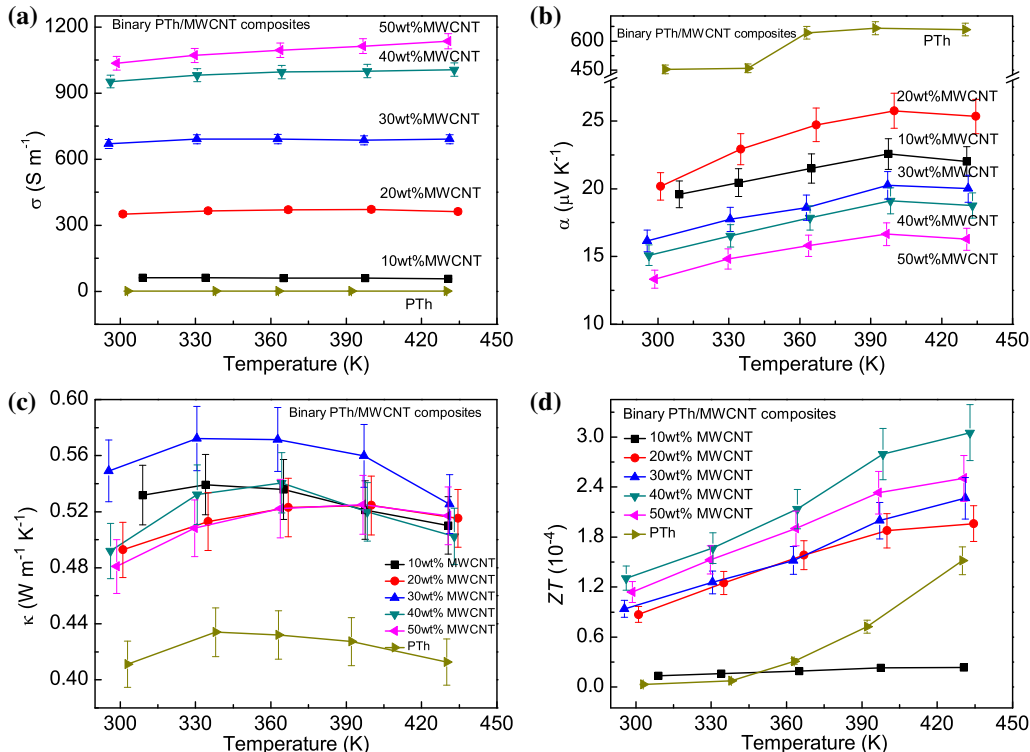 (a)
Binary PTh/MWCNT composites
50wt%MWCNT
40wt%MWCNT
30wt%MWCNT
20wt%MWCNT
10wt%MWCNT
PTh
1200
900
600
300
0
σ (S m⁻¹)
300 330 360 390 420 450
Temperature (K)
(b)
Binary PTh/MWCNT composites
PTh
20wt%MWCNT
10wt%MWCNT
30wt%MWCNT
40wt%MWCNT
50wt%MWCNT
600
450
25
20
15
10
α (μV K⁻¹)
300 330 360 390 420 450
Temperature (K)
(c)
Binary PTh/MWCNT composites
10wt% MWCNT
20wt% MWCNT
30wt% MWCNT
40wt% MWCNT
50wt% MWCNT
PTh
0.60
0.56
0.52
0.48
0.44
0.40
κ (W m⁻¹ K⁻¹)
300 330 360 390 420 450
Temperature (K)
(d)
Binary PTh/MWCNT composites
10wt% MWCNT
20wt% MWCNT
30wt% MWCNT
40wt% MWCNT
50wt% MWCNT
PTh
3.0
2.4
1.8
1.2
0.6
0.0
ZT (10⁻⁴)
300 330 360 390 420 450
Temperature (K)